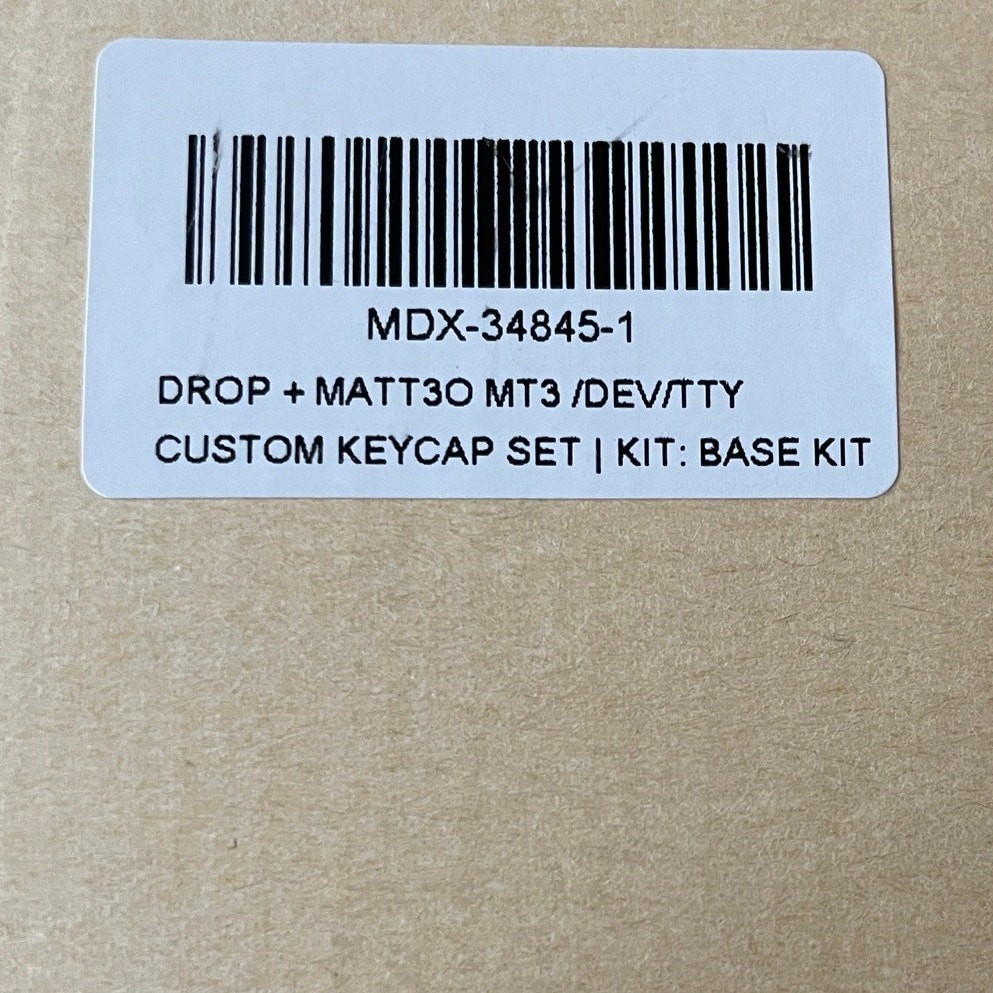 MDX-34845-1
DROP + MATT3O MT3 /DEV/TTY
CUSTOM KEYCAP SET | KIT: BASE KIT